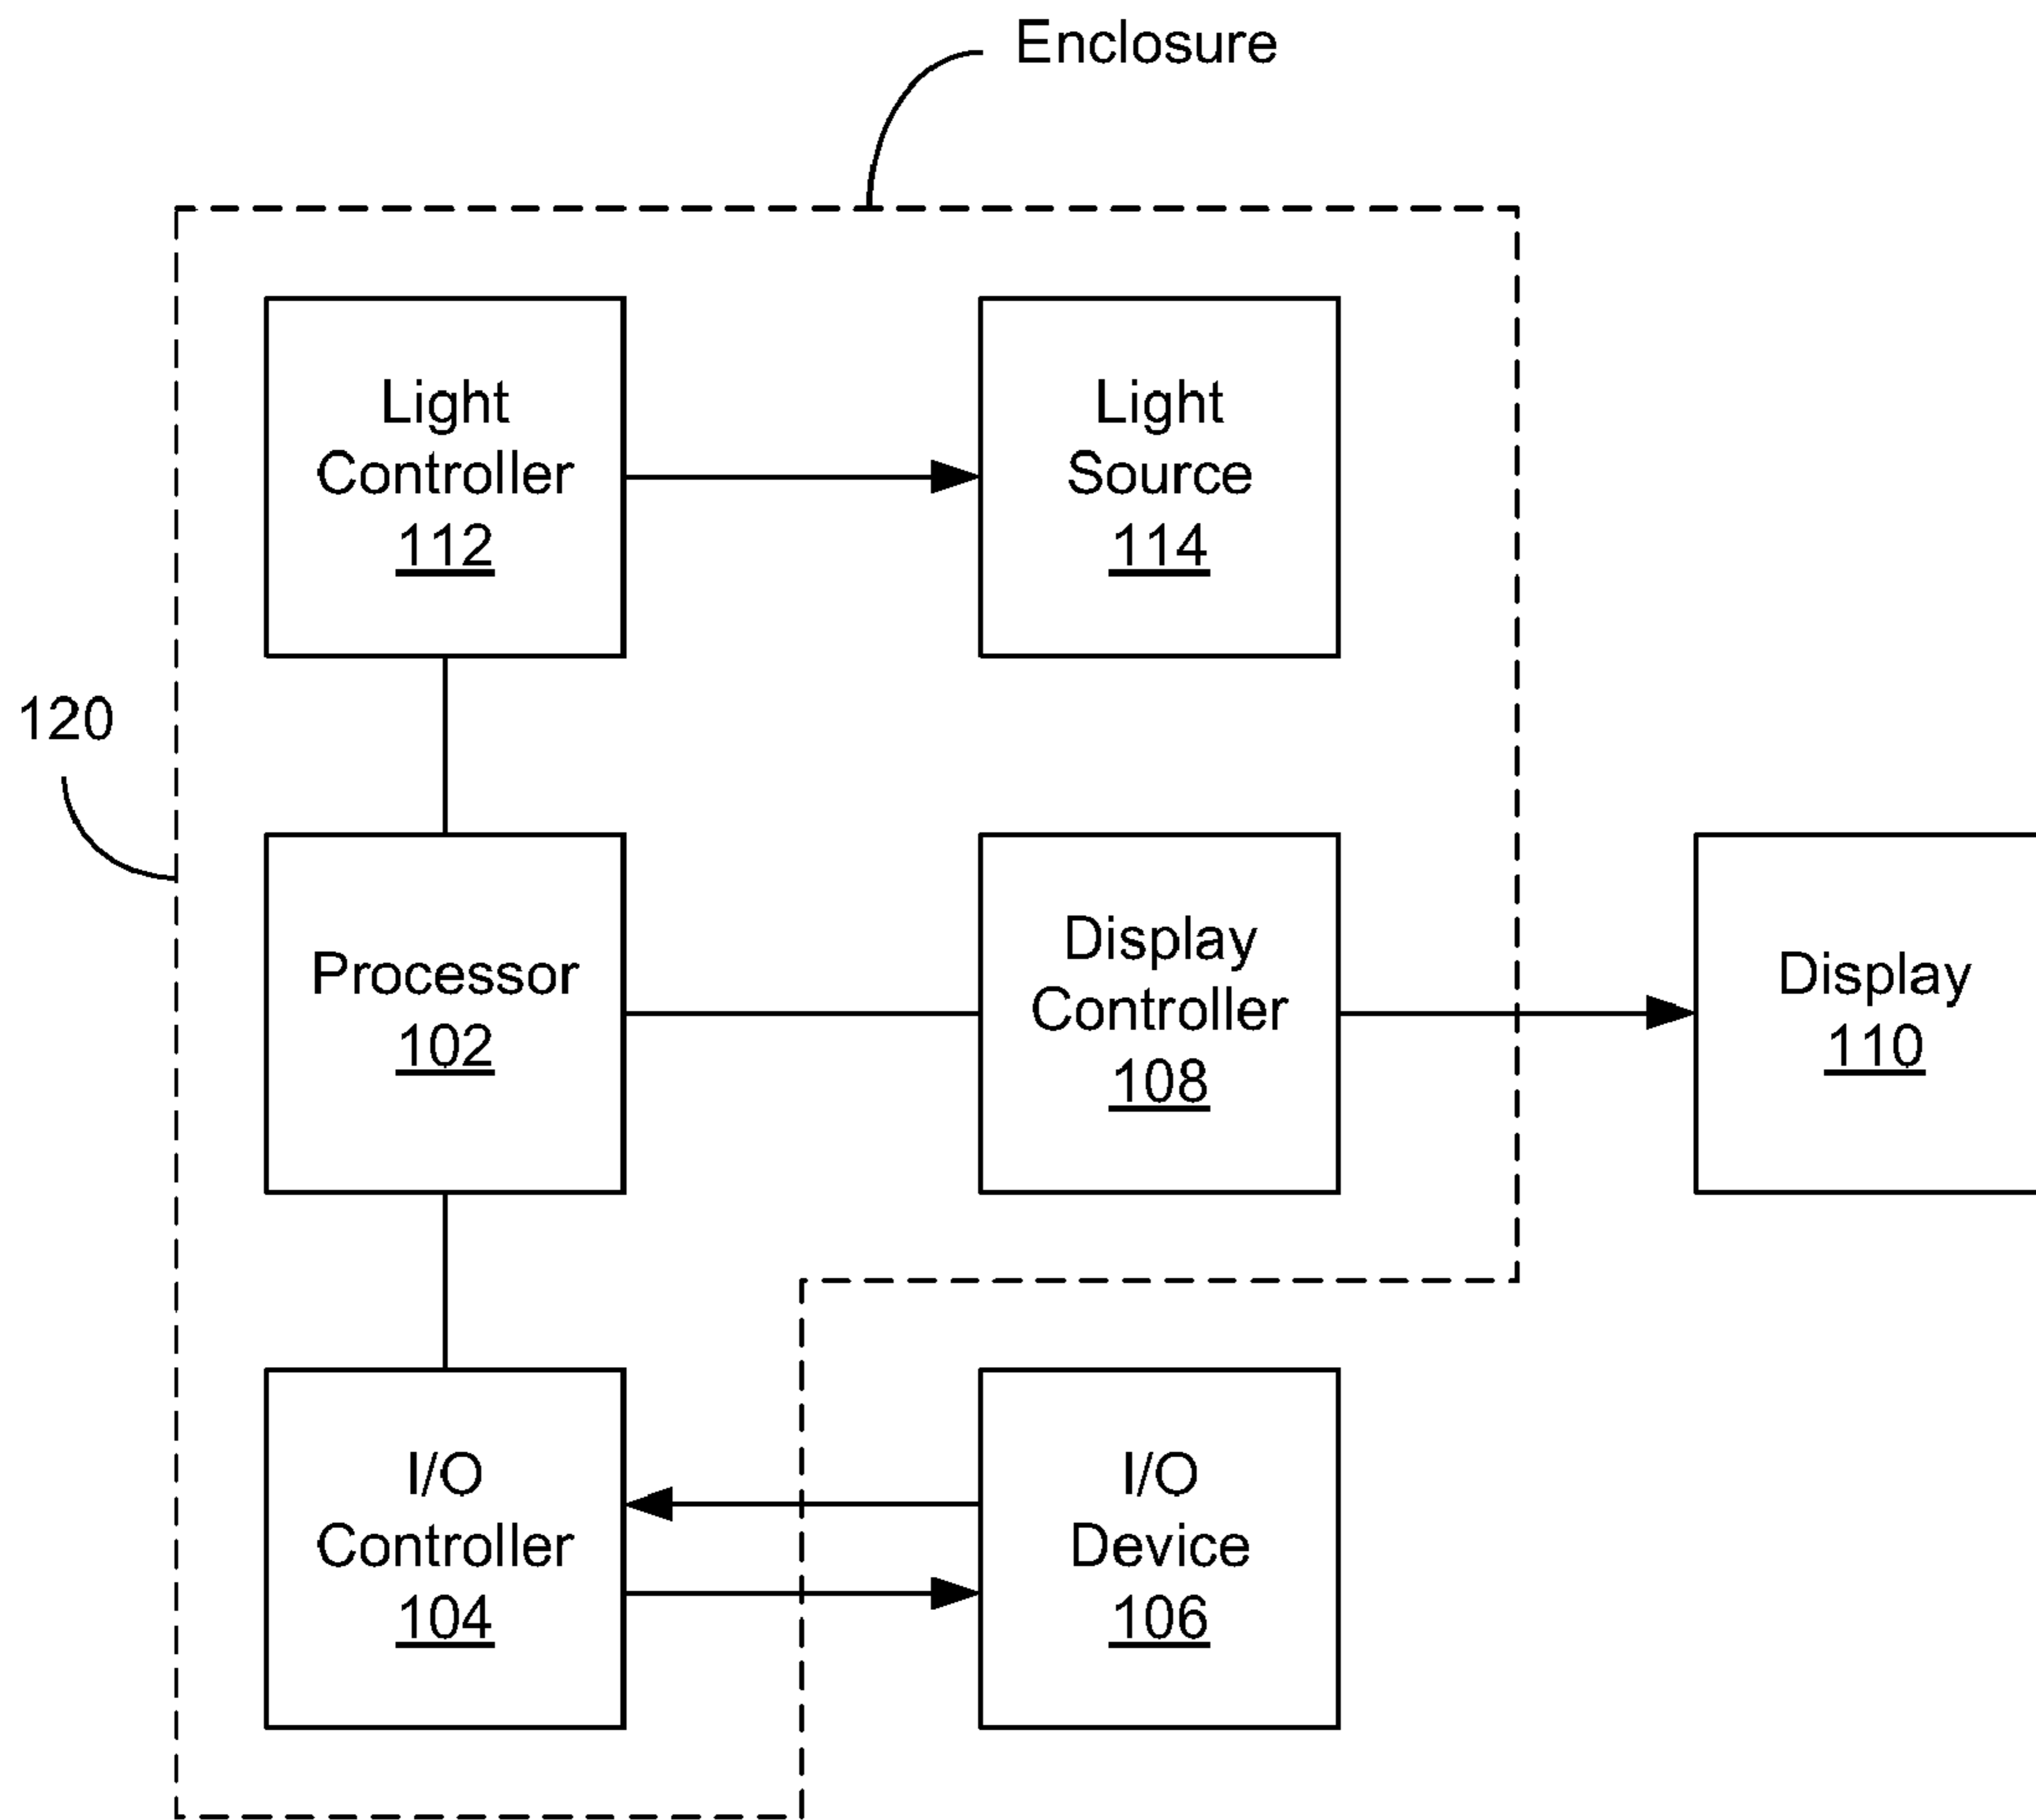 Enclosure
Light
Controller
112
Light
Source
114
120
Processor
102
Display
Controller
108
Display
110
I/O
Controller
104
I/O
Device
106